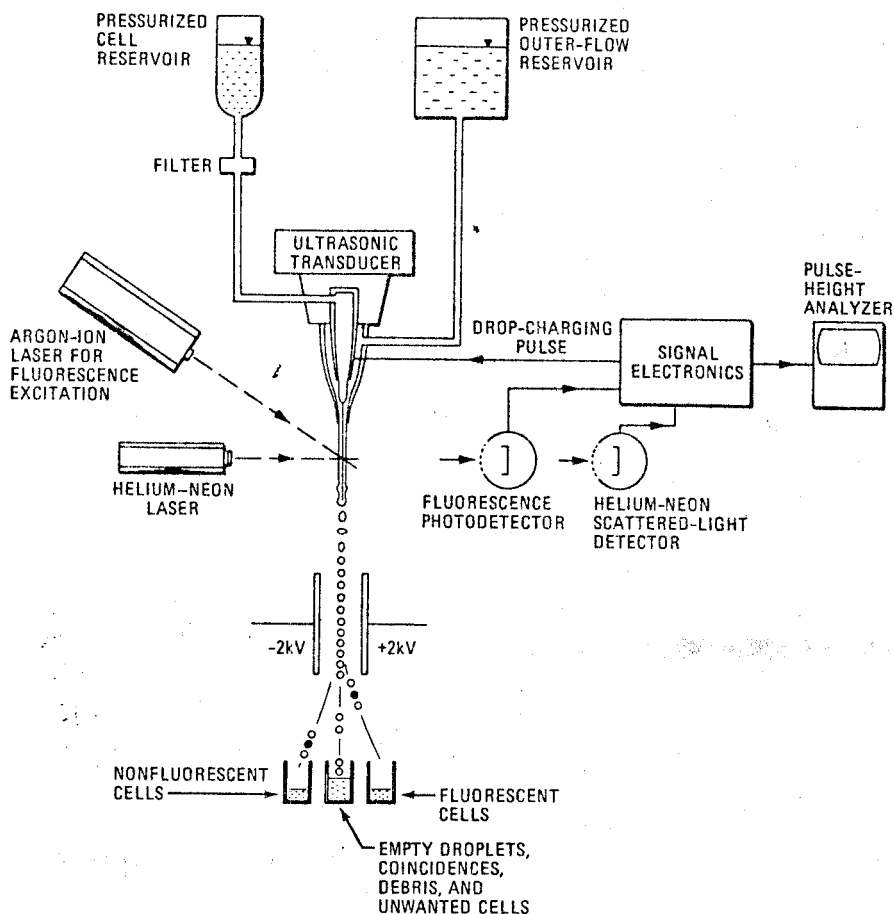 PRESSURIZED
CELL
RESERVOIR
PRESSURIZED
OUTER-FLOW
RESERVOIR
FILTER
ULTRASONIC
TRANSDUCER
PULSE-
HEIGHT
ANALYZER
ARGON-ION
LASER FOR
FLUORESCENCE
EXCITATION
DROP-CHARGING
PULSE
SIGNAL
ELECTRONICS
HELIUM-NEON
LASER
FLUORESCENCE
PHOTODETECTOR
HELIUM-NEON
SCATTERED-LIGHT
DETECTOR
-2kV
+2kV
NONFLUORESCENT
CELLS
FLUORESCENT
CELLS
EMPTY DROPLETS,
COINCIDENCES,
DEBRIS, AND
UNWANTED CELLS